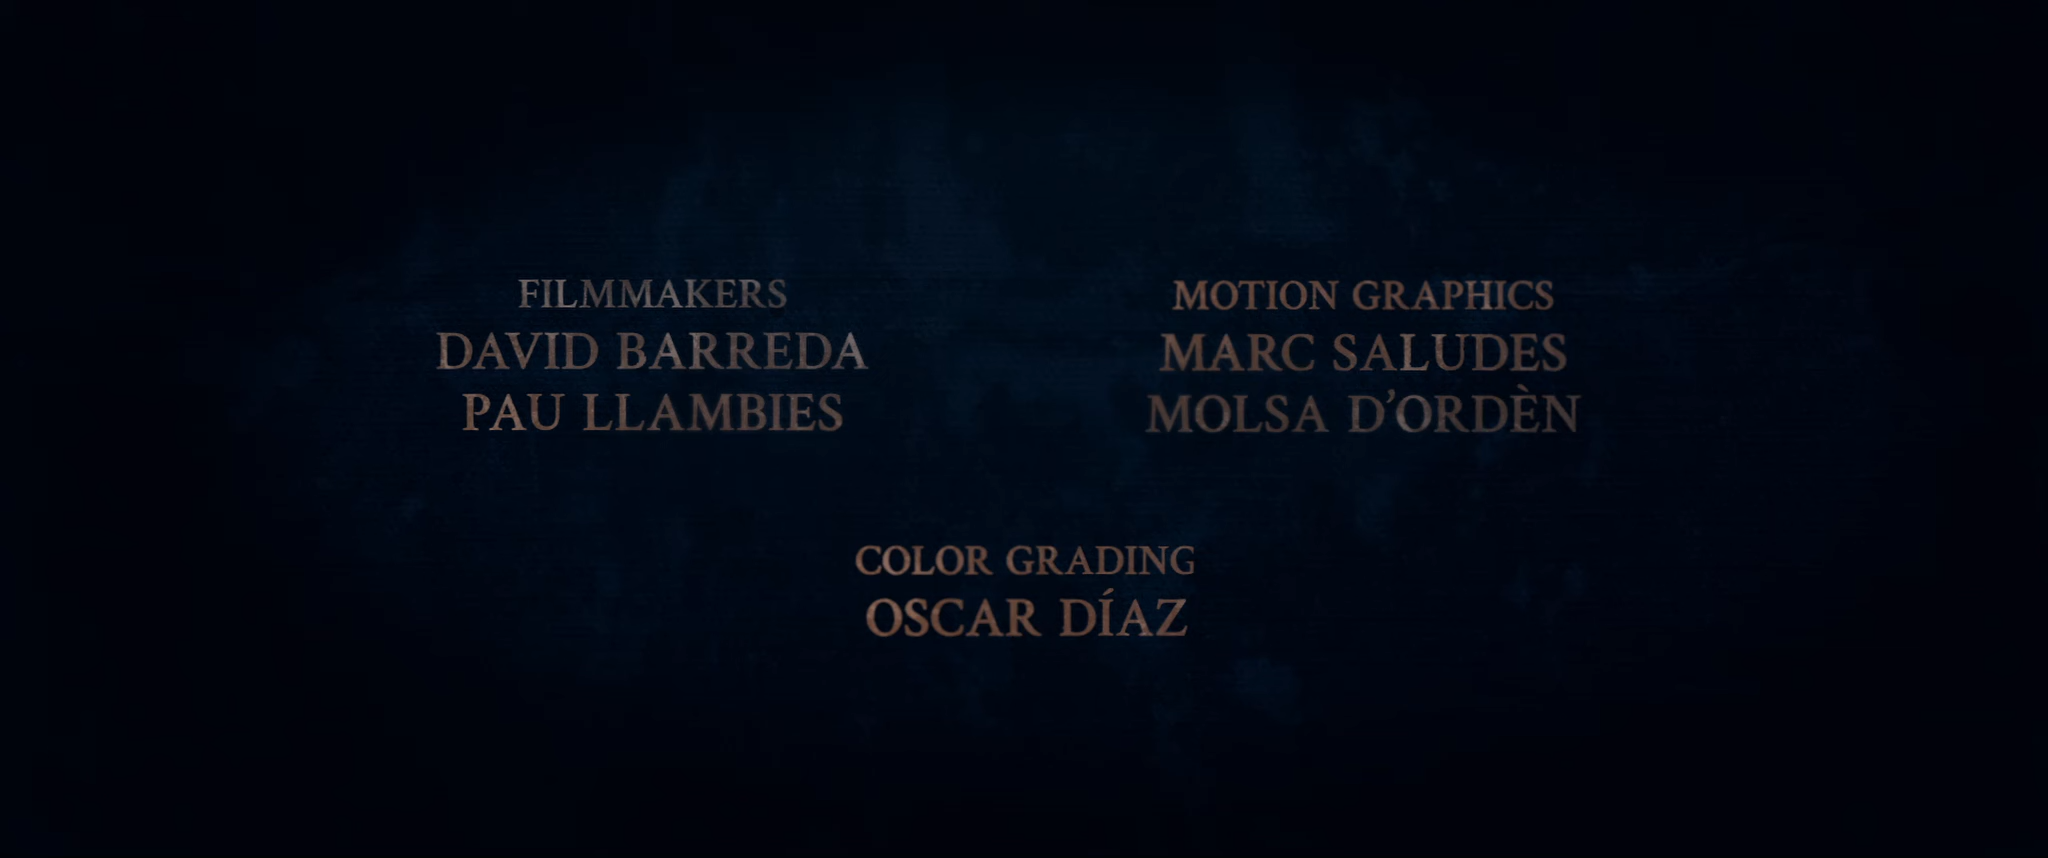 FILMMAKERS
DAVID BARREDA
PAU LLAMBIES
MOTION GRAPHICS
MARC SALUDES
MOLSA D'ORDÈN
COLOR GRADING
OSCAR DÍAZ